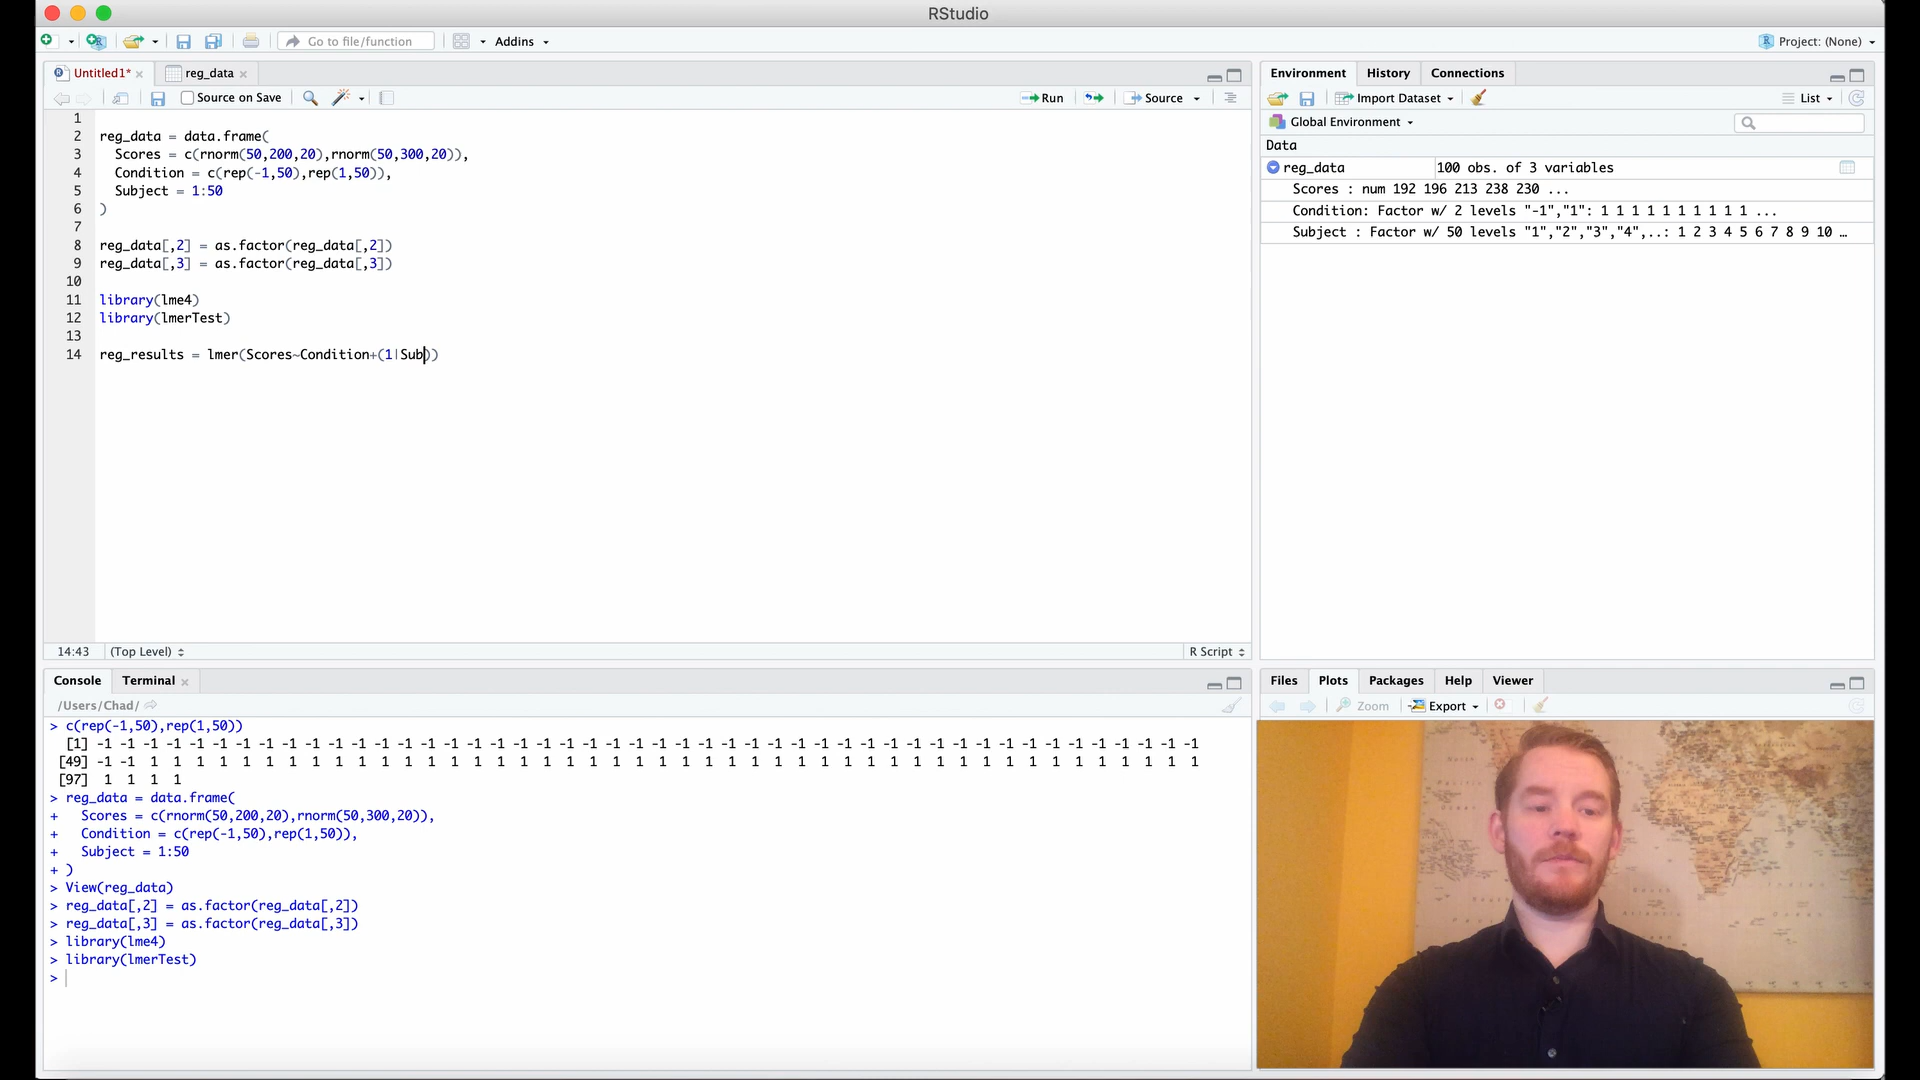 RStudio
Go to file/function
Addins
Project: (None)
Untitled1*
reg_data
Source on Save
Run
Source
1
2 reg_data = data.frame(
3 Scores = c(rnorm(50,200,20),rnorm(50,300,20)),
4 Condition = c(rep(-1,50),rep(1,50)),
5 Subject = 1:50
6 )
7
8 reg_data[,2] = as.factor(reg_data[,2])
9 reg_data[,3] = as.factor(reg_data[,3])
10
11 library(lme4)
12 library(lmerTest)
13
14 reg_results = lmer(Scores~Condition+(1|Sub))
14:43 (Top Level) R Script
Environment History Connections
Import Dataset List
Global Environment
Data
reg_data 100 obs. of 3 variables
Scores : num 192 196 213 238 230 ...
Condition: Factor w/ 2 levels "-1","1": 1 1 1 1 1 1 1 1 1 1 ...
Subject : Factor w/ 50 levels "1","2","3","4",..: 1 2 3 4 5 6 7 8 9 10 …
Console Terminal
/Users/Chad/
> c(rep(-1,50),rep(1,50))
[1] -1 -1 -1 -1 -1 -1 -1 -1 -1 -1 -1 -1 -1 -1 -1 -1 -1 -1 -1 -1 -1 -1 -1 -1 -1 -1 -1 -1 -1 -1 -1 -1 -1 -1 -1 -1 -1 -1 -1 -1 -1 -1 -1 -1 -1 -1 -1 -1
[49] -1 -1 1 1 1 1 1 1 1 1 1 1 1 1 1 1 1 1 1 1 1 1 1 1 1 1 1 1 1 1 1 1 1 1 1 1 1 1 1 1 1 1 1 1 1 1 1 1
[97] 1 1 1 1
> reg_data = data.frame(
+ Scores = c(rnorm(50,200,20),rnorm(50,300,20)),
+ Condition = c(rep(-1,50),rep(1,50)),
+ Subject = 1:50
+ )
> View(reg_data)
> reg_data[,2] = as.factor(reg_data[,2])
> reg_data[,3] = as.factor(reg_data[,3])
> library(lme4)
> library(lmerTest)
>
Files Plots Packages Help Viewer
Zoom Export